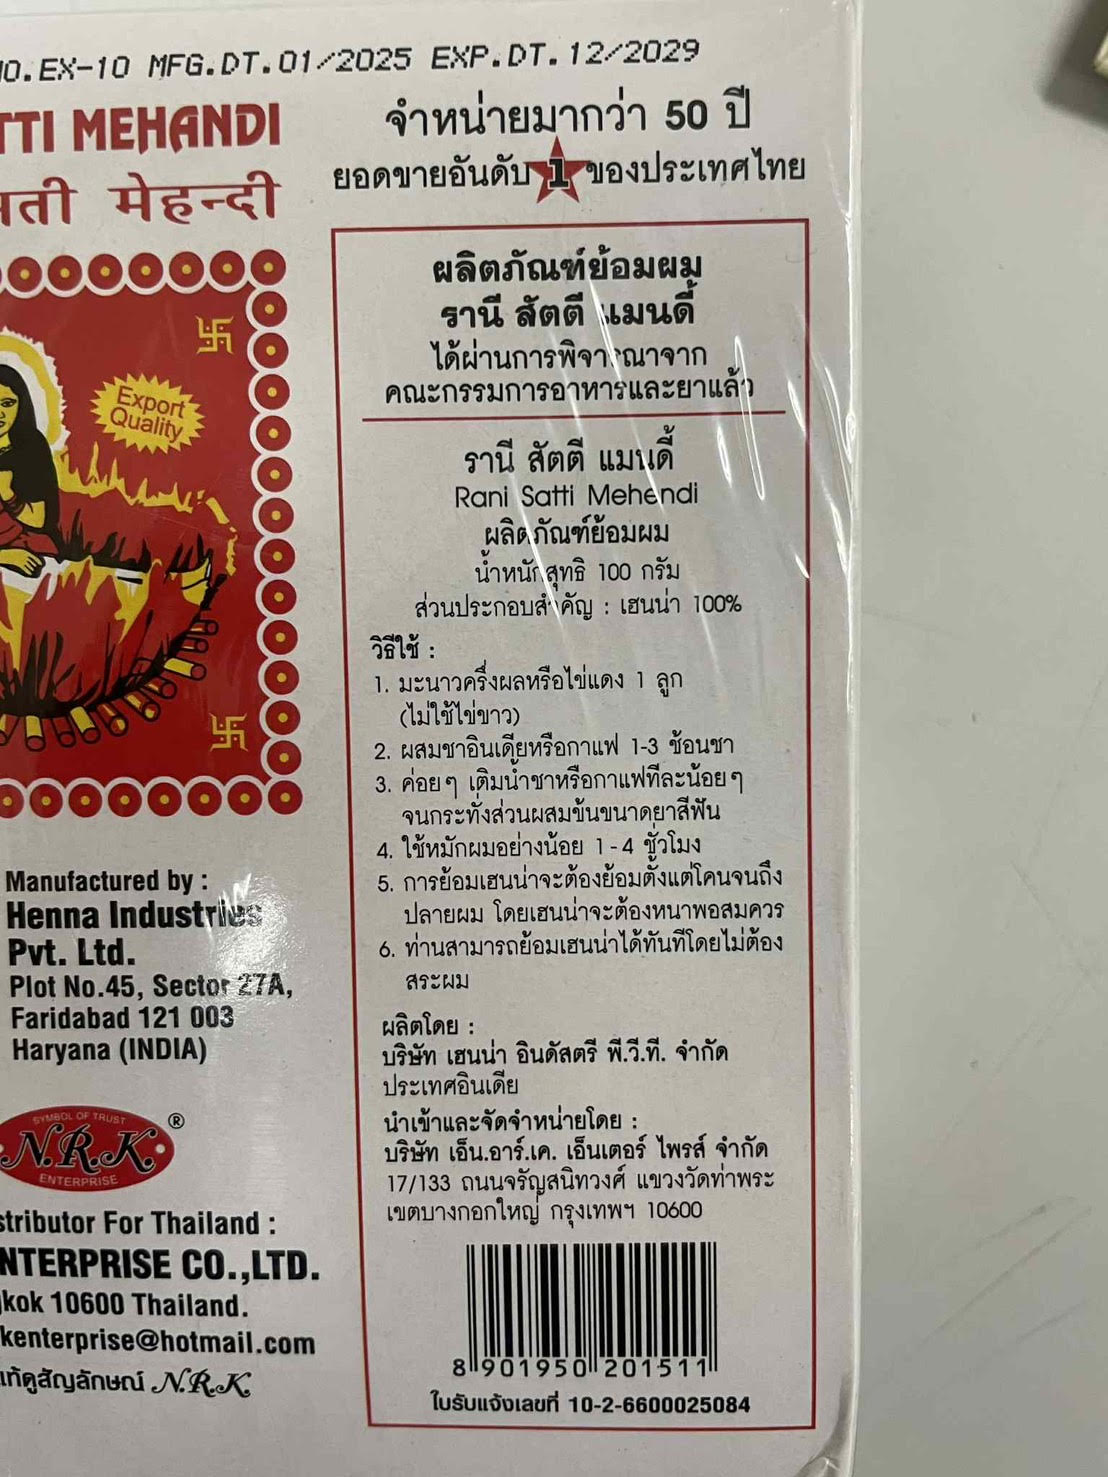 NO.EX-10 MFG.DT.01/2025 EXP.DT.12/2029
MEHANDI
मेहन्दी
Export
Quality
Manufactured by :
Henna Industries
Pvt. Ltd.
Plot No.45, Sector 27A,
Faridabad 121 003
Haryana (INDIA)
SYMBOL OF TRUST
N.R.K. ®
ENTERPRISE
For Thailand :
ENTERPRISE CO.,LTD.
10600 Thailand.
kenterprise@hotmail.com
แท้ดูสัญลักษณ์ N.R.K.
จำหน่ายมากว่า 50 ปี
ยอดขายอันดับ 1 ของประเทศไทย
ผลิตภัณฑ์ย้อมผม
รานี สัตตี แมนดี้
ได้ผ่านการพิจารณาจาก
คณะกรรมการอาหารและยาแล้ว
รานี สัตตี แมนดี้
Rani Satti Mehendi
ผลิตภัณฑ์ย้อมผม
น้ำหนักสุทธิ 100 กรัม
ส่วนประกอบสำคัญ : เฮนน่า 100%
วิธีใช้ :
1. มะนาวครึ่งผลหรือไข่แดง 1 ลูก
(ไม่ใช้ไข่ขาว)
2. ผสมชาอินเดียหรือกาแฟ 1-3 ช้อนชา
3. ค่อยๆ เติมน้ำชาหรือกาแฟทีละน้อยๆ
จนกระทั่งส่วนผสมข้นขนาดยาสีฟัน
4. ใช้หมักผมอย่างน้อย 1 - 4 ชั่วโมง
5. การย้อมเฮนน่าจะต้องย้อมตั้งแต่โคนจนถึง
ปลายผม โดยเฮนน่าจะต้องหนาพอสมควร
6. ท่านสามารถย้อมเฮนน่าได้ทันทีโดยไม่ต้อง
สระผม
ผลิตโดย :
บริษัท เฮนน่า อินดัสตรี พี.วี.ที. จำกัด
ประเทศอินเดีย
นำเข้าและจัดจำหน่ายโดย :
บริษัท เอ็น.อาร์.เค. เอ็นเตอร์ ไพรส์ จำกัด
17/133 ถนนจรัญสนิทวงศ์ แขวงวัดท่าพระ
เขตบางกอกใหญ่ กรุงเทพฯ 10600
8 901950 201511
ใบรับแจ้งเลขที่ 10-2-6600025084